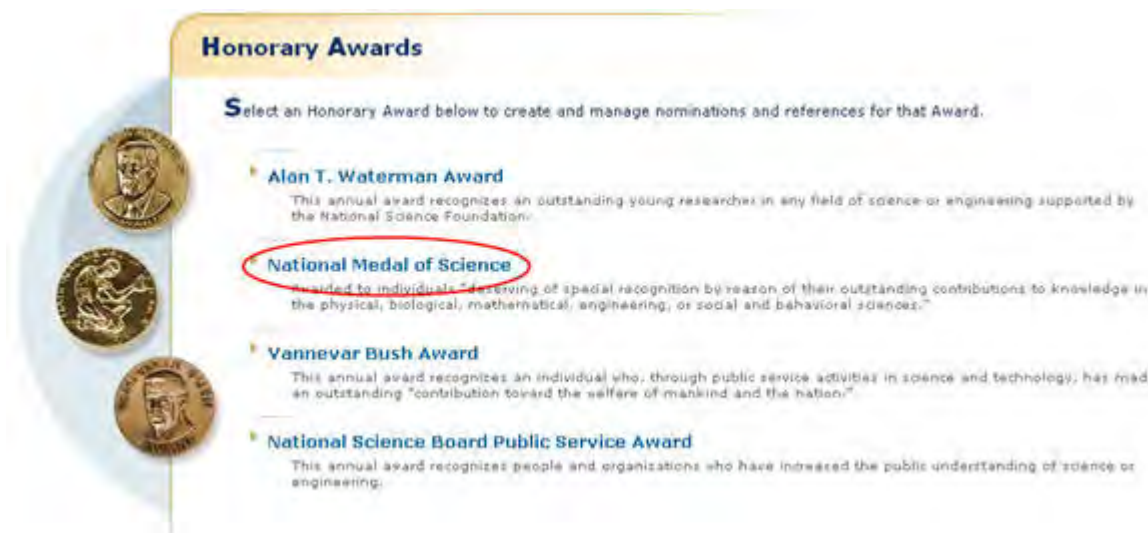 Honorary Awards
Select an Honorary Award below to create and manage nominations and references for that Award.
Alan T. Waterman Award
This annual award recognizes an outstanding young researcher in any field of science or engineering supported by
the National Science Foundation.
National Medal of Science
Awarded to individuals "deserving of special recognition by reason of their outstanding contributions to knowledge in
the physical, biological, mathematical, engineering, or social and behavioral sciences."
Vannevar Bush Award
This annual award recognizes an individual who, through public service activities in science and technology, has mad
an outstanding "contribution toward the welfare of mankind and the nation."
National Science Board Public Service Award
This annual award recognizes people and organizations who have increased the public understanding of science or
engineering.